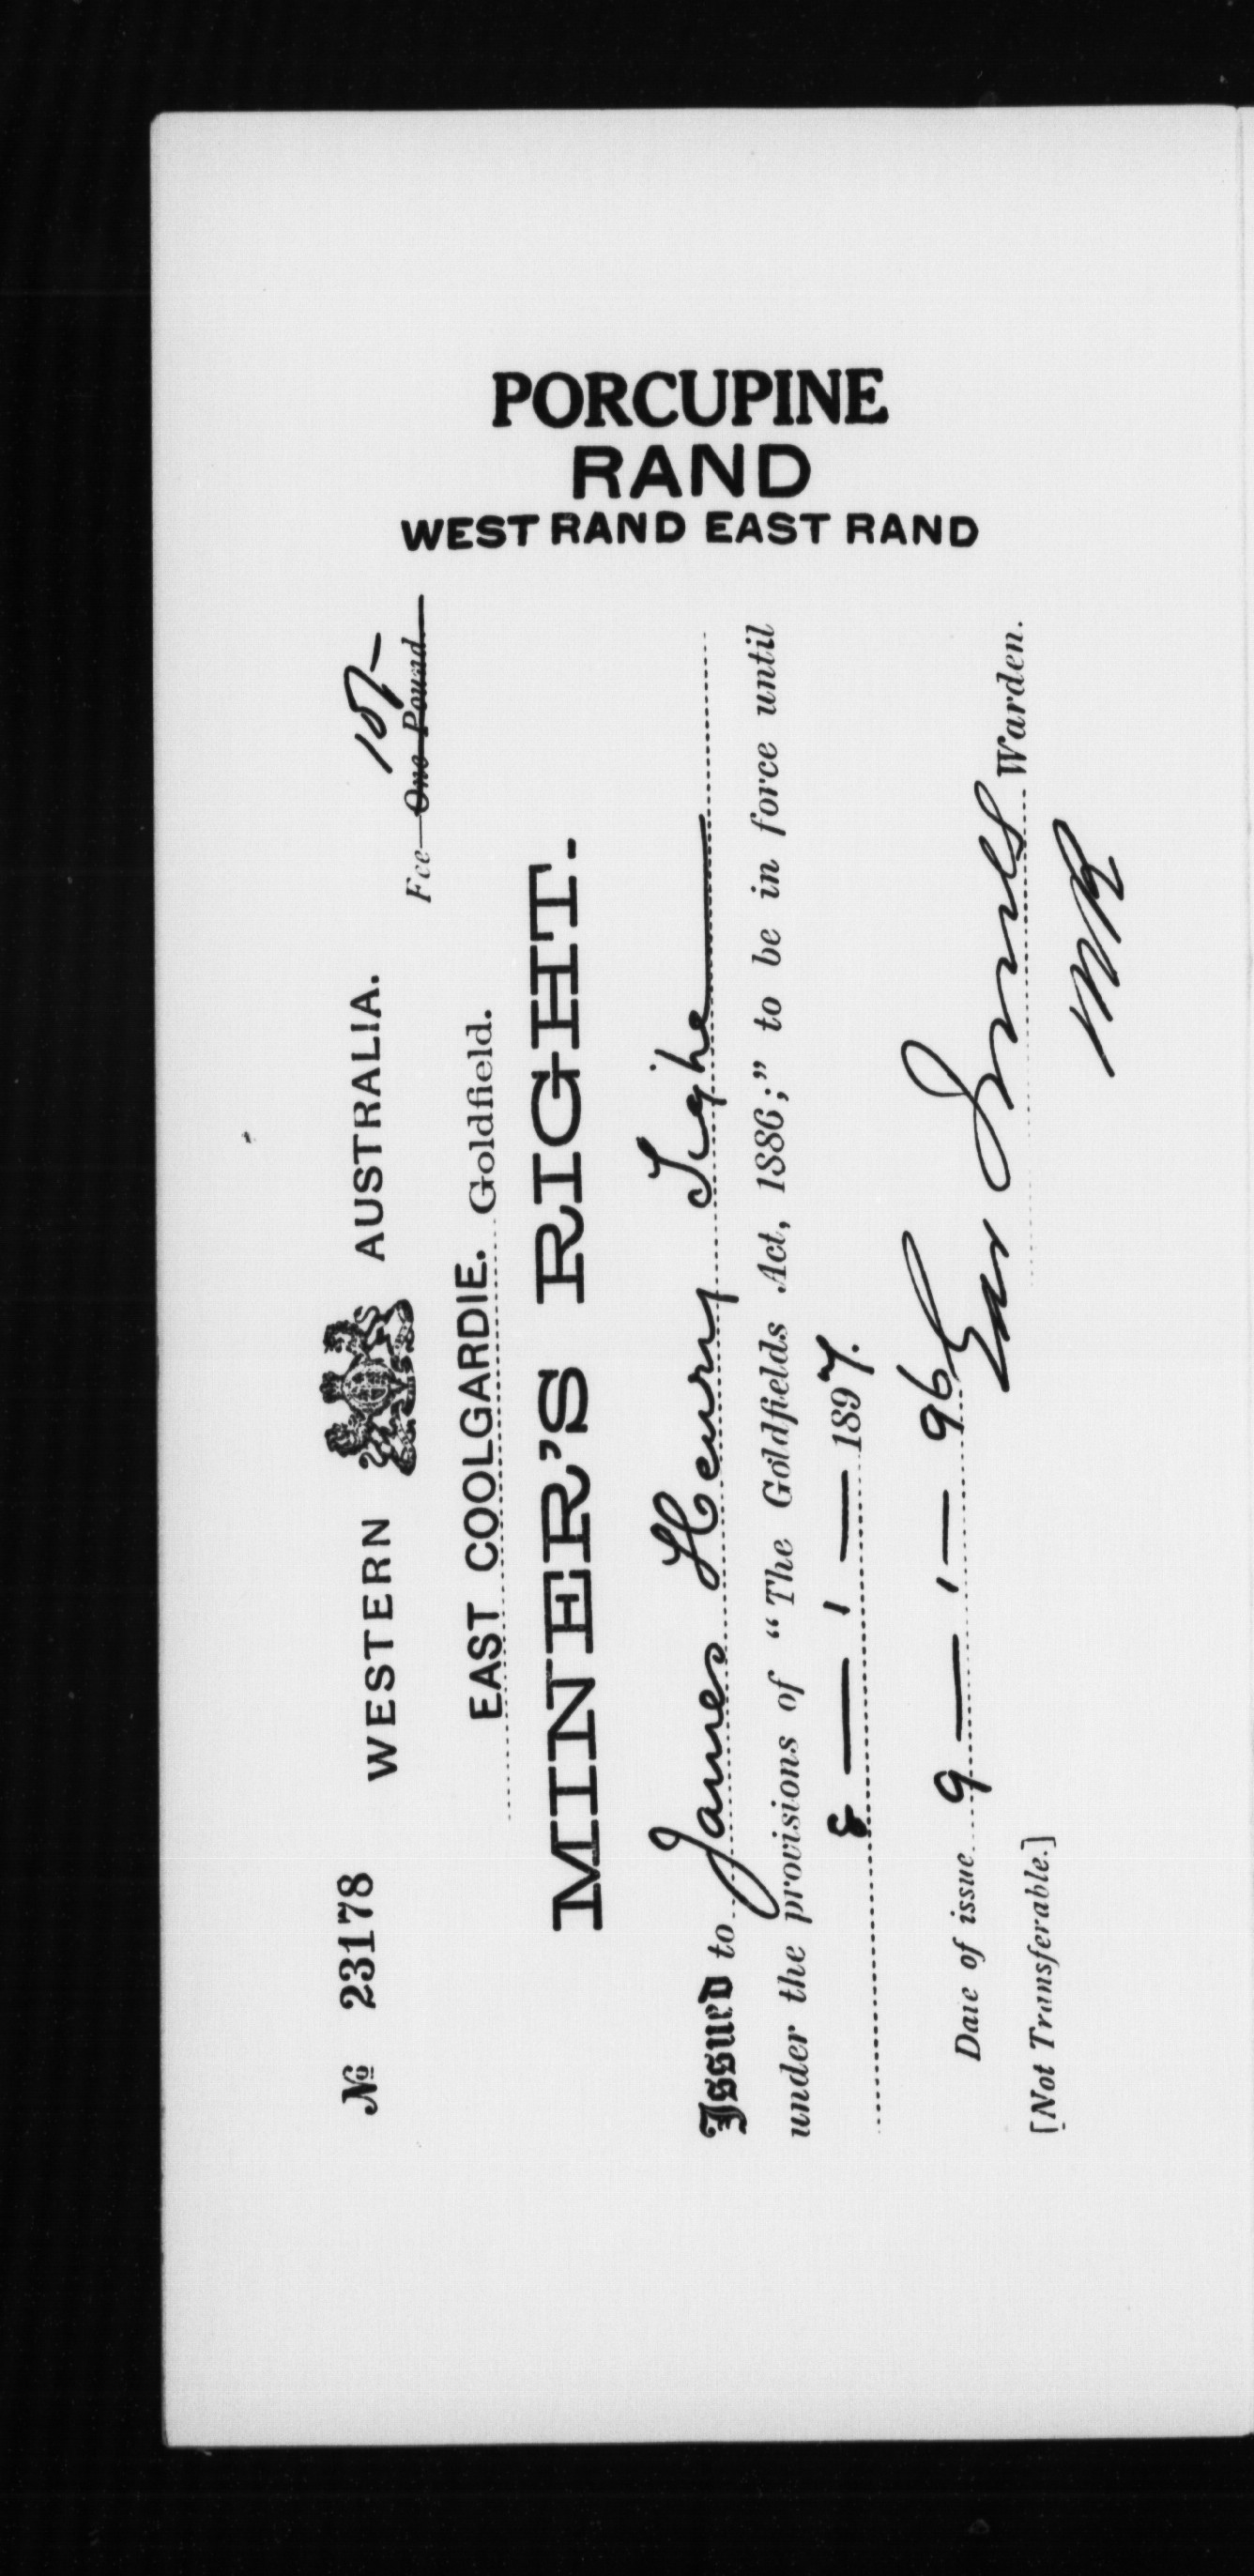 PORCUPINE
RAND
WEST RAND EAST RAND
№ 23178 WESTERN AUSTRALIA.
10/-
Fee—One Pound.
EAST COOLGARDIE. Goldfield.
MINER'S RIGHT.
Issued to James Henry Tighe
under the provisions of "The Goldfields Act, 1886;" to be in force until
8 — 1 — 1897.
Date of issue 9 — 1 — 96
Warden.
[Not Transferable.]